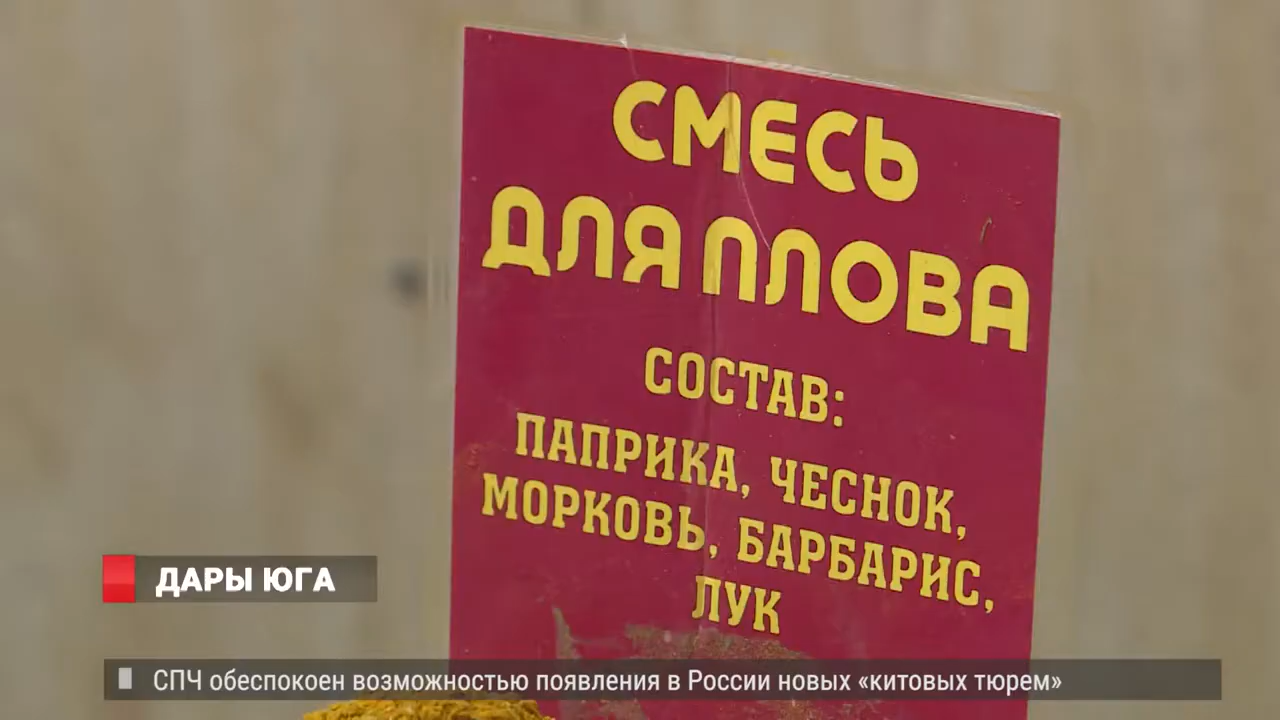 СМЕСЬ
ДЛЯ ПЛОВА
СОСТАВ:
ПАПРИКА, ЧЕСНОК,
МОРКОВЬ, БАРБАРИС,
ЛУК
ДАРЫ ЮГА
СПЧ обеспокоен возможностью появления в России новых «китовых тюрем»